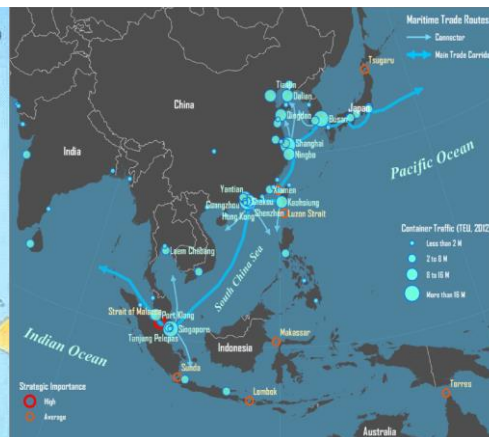 Maritime Trade Routes
Connector
Main Trade Corridor
Tsugaru
Tianjin
Dalian
China
Qingdao
Busan
Japan
Shanghai
Ningbo
Pacific Ocean
India
Yantian
Xiamen
Guangzhou
Shekou
Kaohsiung
Hong Kong
Shenzhen
Luzon Strait
Container Traffic (TEU, 2012)
Less than 2 M
2 to 8 M
8 to 16 M
More than 16 M
Laem Chabang
South China Sea
Strait of Malacca
Port Klang
Singapore
Tanjung Pelepas
Makassar
Indian Ocean
Indonesia
Sunda
Strategic Importance
High
Average
Lombok
Torres
Australia